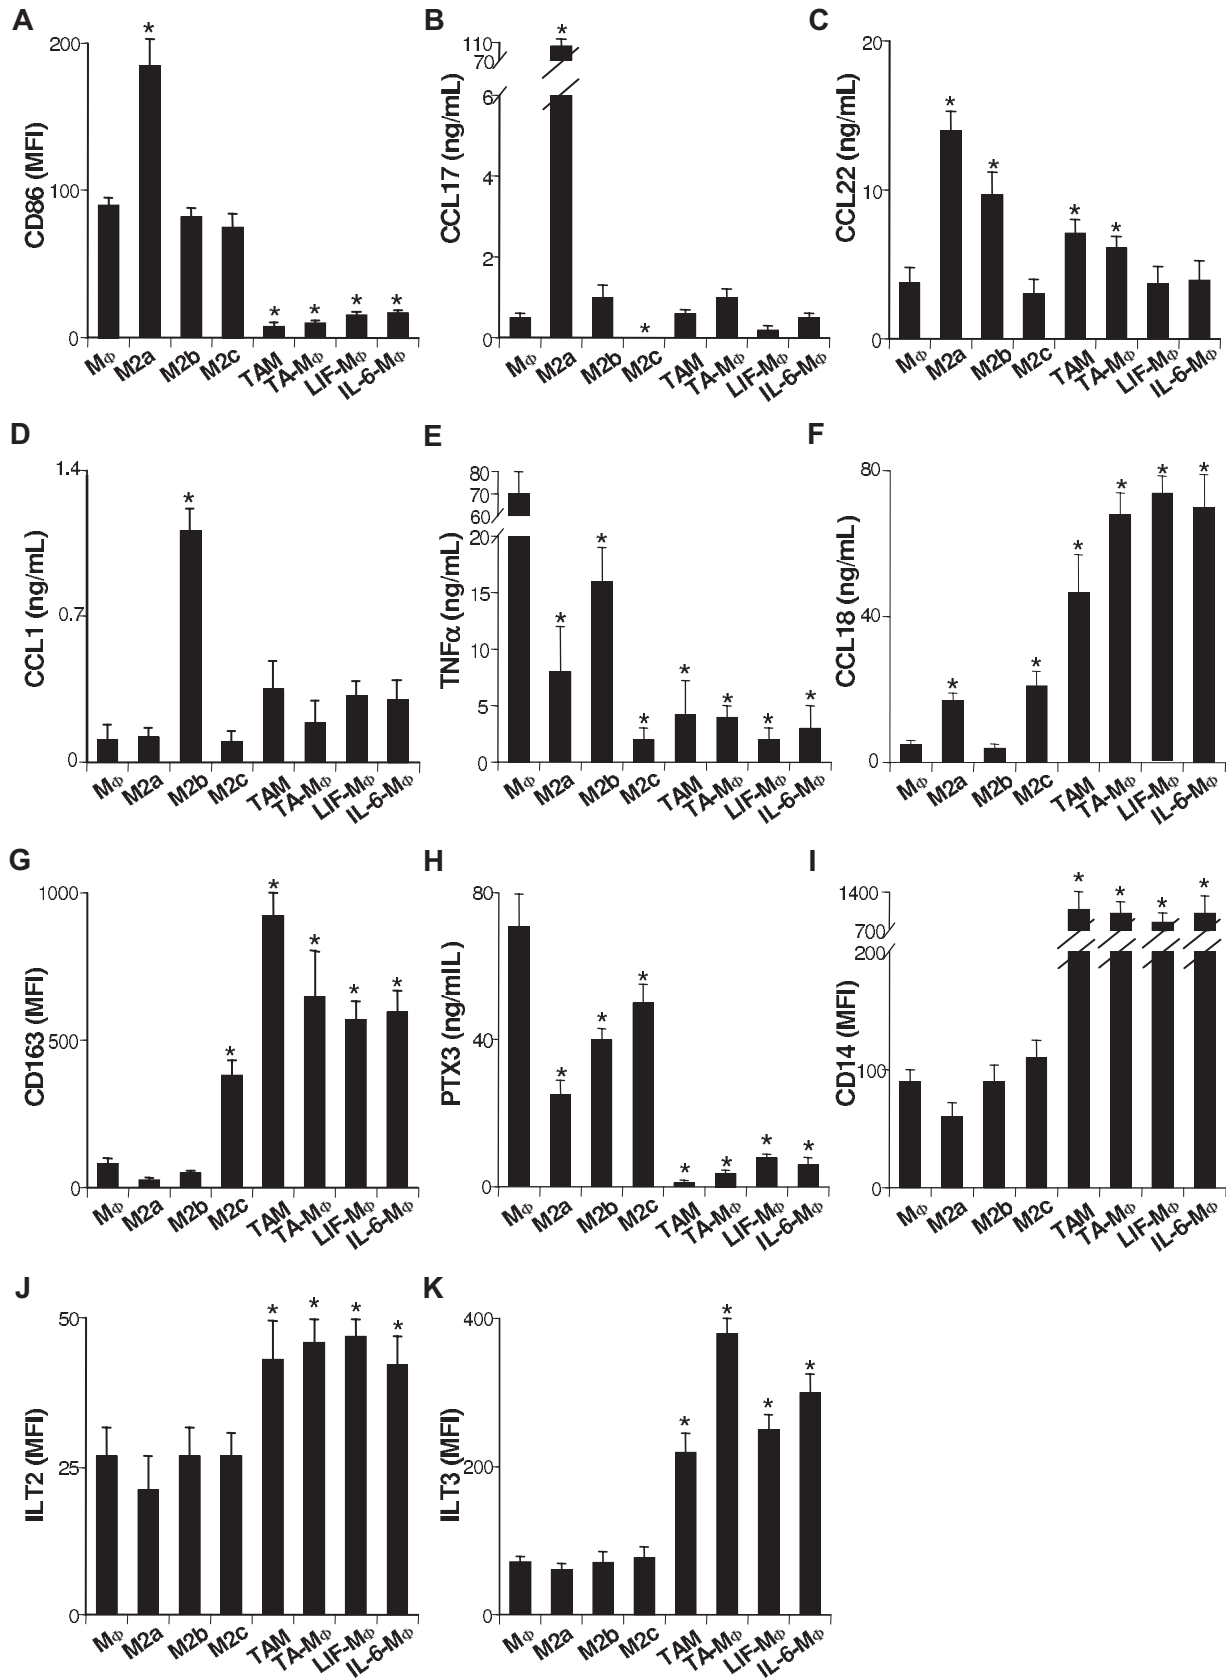 A
CD86 (MFI)
200
100
0
*
* * * *
MΦ M2a M2b M2c TAM TA-MΦ LIF-MΦ IL-6-MΦ
B
CCL17 (ng/mL)
110
70
6
4
2
0
*
*
MΦ M2a M2b M2c TAM TA-MΦ LIF-MΦ IL-6-MΦ
C
CCL22 (ng/mL)
20
10
0
* * * *
MΦ M2a M2b M2c TAM TA-MΦ LIF-MΦ IL-6-MΦ
D
CCL1 (ng/mL)
1.4
0.7
0
*
MΦ M2a M2b M2c TAM TA-MΦ LIF-MΦ IL-6-MΦ
E
TNFα (ng/mL)
80
70
60
20
15
10
5
0
* * * * * * *
MΦ M2a M2b M2c TAM TA-MΦ LIF-MΦ IL-6-MΦ
F
CCL18 (ng/mL)
80
40
0
* * * * * *
MΦ M2a M2b M2c TAM TA-MΦ LIF-MΦ IL-6-MΦ
G
CD163 (MFI)
1000
500
0
* * * * *
MΦ M2a M2b M2c TAM TA-MΦ LIF-MΦ IL-6-MΦ
H
PTX3 (ng/mlL)
80
40
0
* * * * * * *
MΦ M2a M2b M2c TAM TA-MΦ LIF-MΦ IL-6-MΦ
I
CD14 (MFI)
1400
700
200
100
0
* * * *
MΦ M2a M2b M2c TAM TA-MΦ LIF-MΦ IL-6-MΦ
J
ILT2 (MFI)
50
25
0
* * * *
MΦ M2a M2b M2c TAM TA-MΦ LIF-MΦ IL-6-MΦ
K
ILT3 (MFI)
400
200
0
* * * *
MΦ M2a M2b M2c TAM TA-MΦ LIF-MΦ IL-6-MΦ